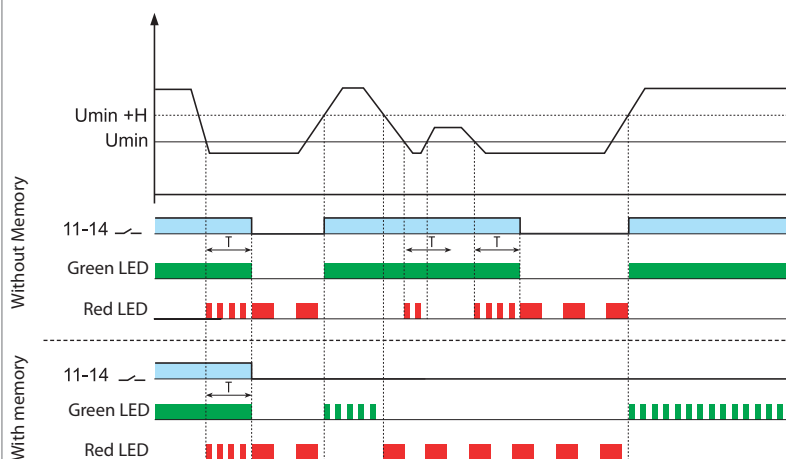 Umin +H
Umin
Without Memory
11-14
T
T
T
Green LED
Red LED
With memory
11-14
T
Green LED
Red LED